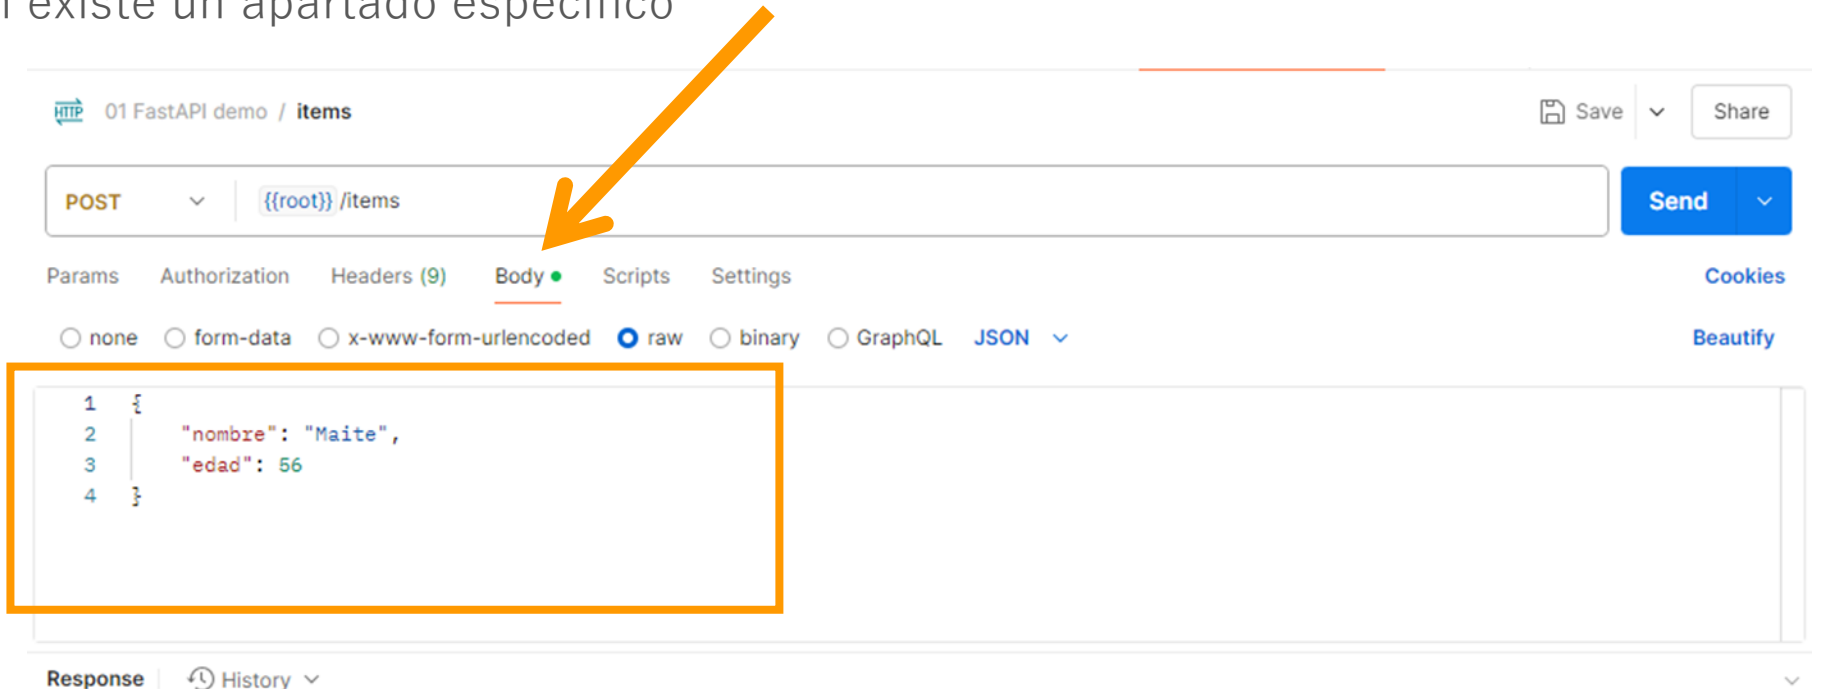 existe un apartado específico
HTTP 01 FastAPI demo / items Save Share
POST {{root}} /items Send
Params Authorization Headers (9) Body Scripts Settings Cookies
none form-data x-www-form-urlencoded raw binary GraphQL JSON Beautify
1 {
2 "nombre": "Maite",
3 "edad": 56
4 }
Response History